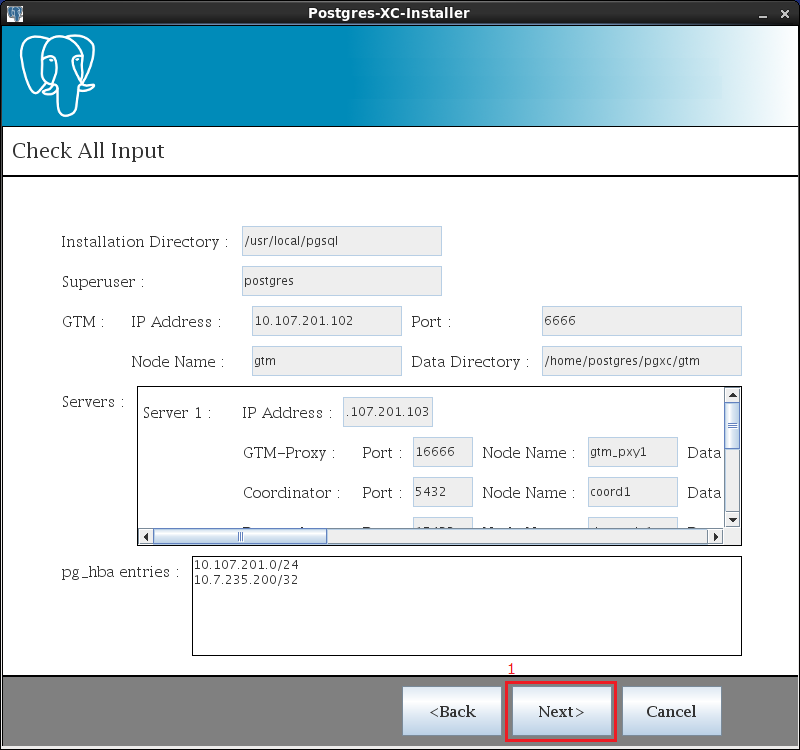 Postgres-XC-Installer
Check All Input
Installation Directory : /usr/local/pgsql
Superuser : postgres
GTM : IP Address : 10.107.201.102 Port : 6666
Node Name : gtm Data Directory : /home/postgres/pgxc/gtm
Servers :
Server 1 : IP Address : .107.201.103
GTM-Proxy : Port : 16666 Node Name : gtm_pxy1 Data
Coordinator : Port : 5432 Node Name : coord1 Data
pg_hba entries : 10.107.201.0/24
10.7.235.200/32
1
<Back Next> Cancel